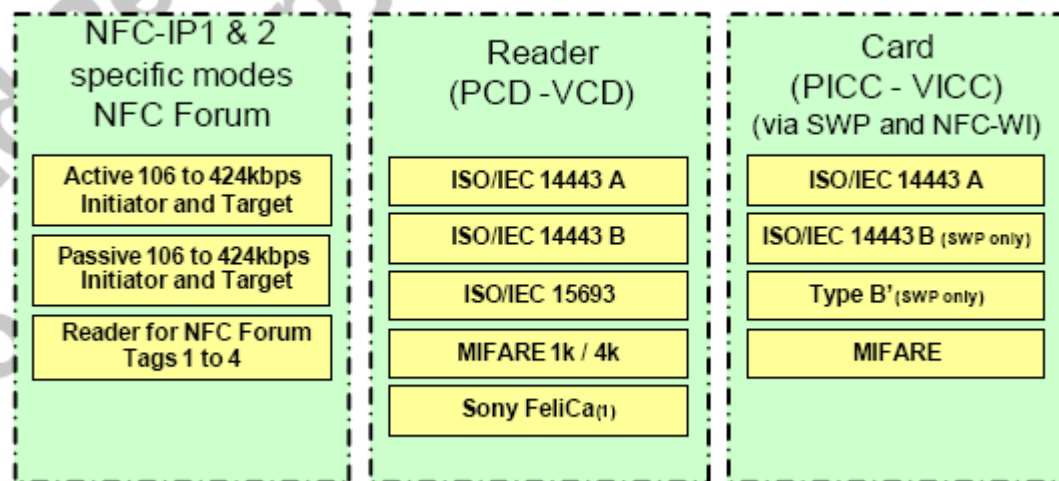 NFC-IP1 & 2
specific modes
NFC Forum
Active 106 to 424kbps
Initiator and Target
Passive 106 to 424kbps
Initiator and Target
Reader for NFC Forum
Tags 1 to 4
Reader
(PCD -VCD)
ISO/IEC 14443 A
ISO/IEC 14443 B
ISO/IEC 15693
MIFARE 1k / 4k
Sony FeliCa(1)
Card
(PICC - VICC)
(via SWP and NFC-WI)
ISO/IEC 14443 A
ISO/IEC 14443 B (SWP only)
Type B' (SWP only)
MIFARE